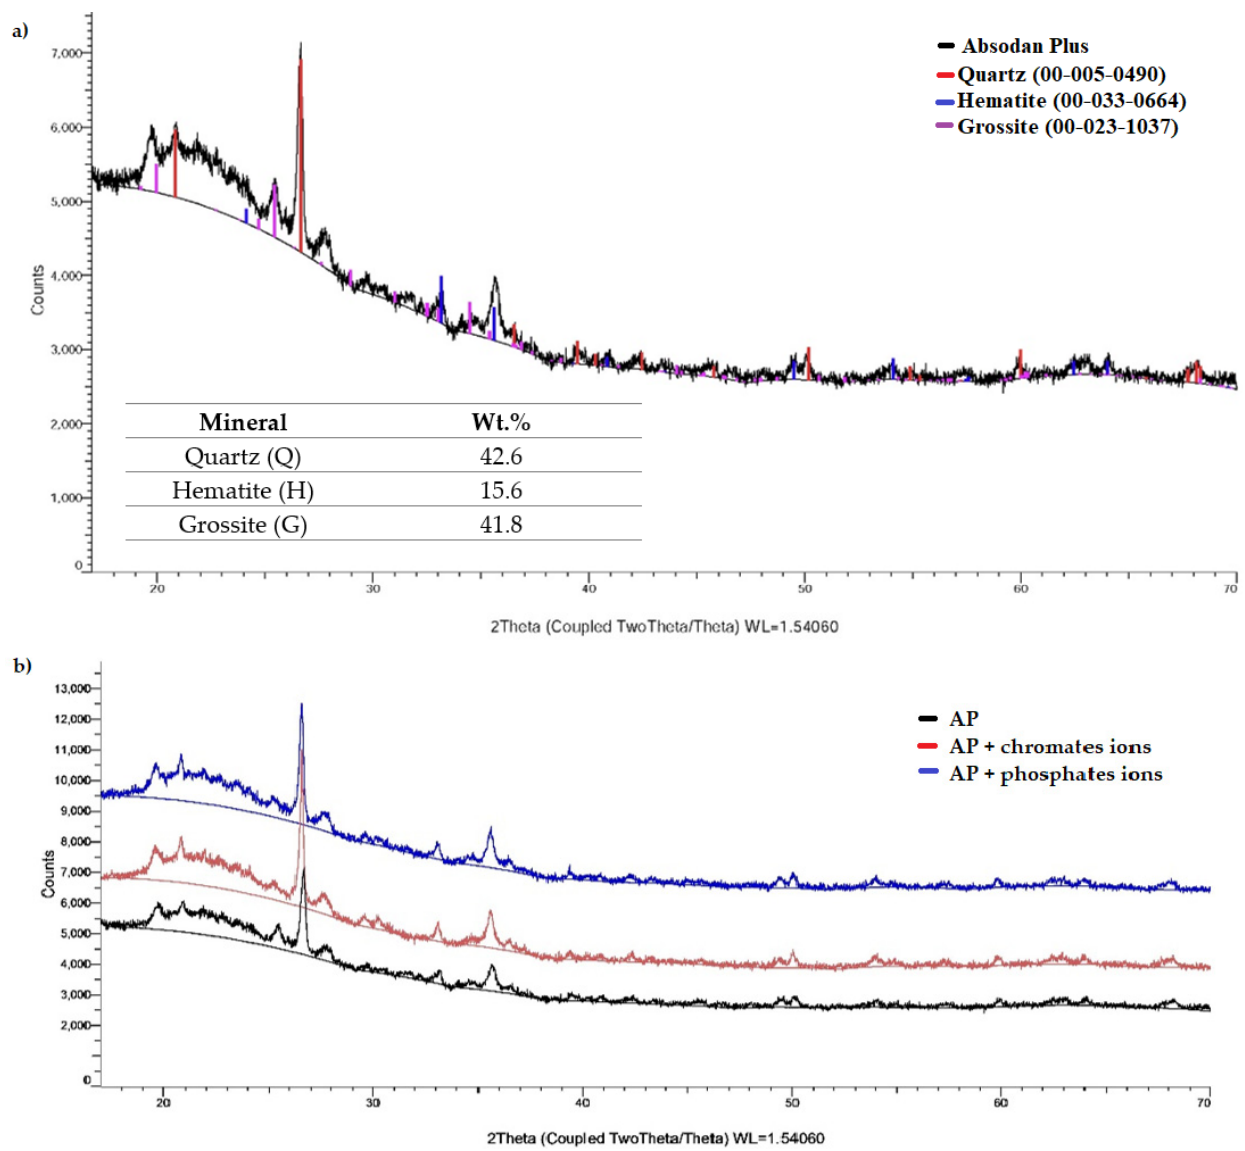 a)
Absodan Plus
Quartz (00-005-0490)
Hematite (00-033-0664)
Grossite (00-023-1037)
Counts
7,000
6,000
5,000
4,000
3,000
2,000
1,000
0
Mineral Wt.%
Quartz (Q) 42.6
Hematite (H) 15.6
Grossite (G) 41.8
20 30 40 50 60 70
2Theta (Coupled TwoTheta/Theta) WL=1.54060
b)
AP
AP + chromates ions
AP + phosphates ions
Counts
13,000
12,000
11,000
10,000
9,000
8,000
7,000
6,000
5,000
4,000
3,000
2,000
0
20 30 40 50 60 70
2Theta (Coupled TwoTheta/Theta) WL=1.54060